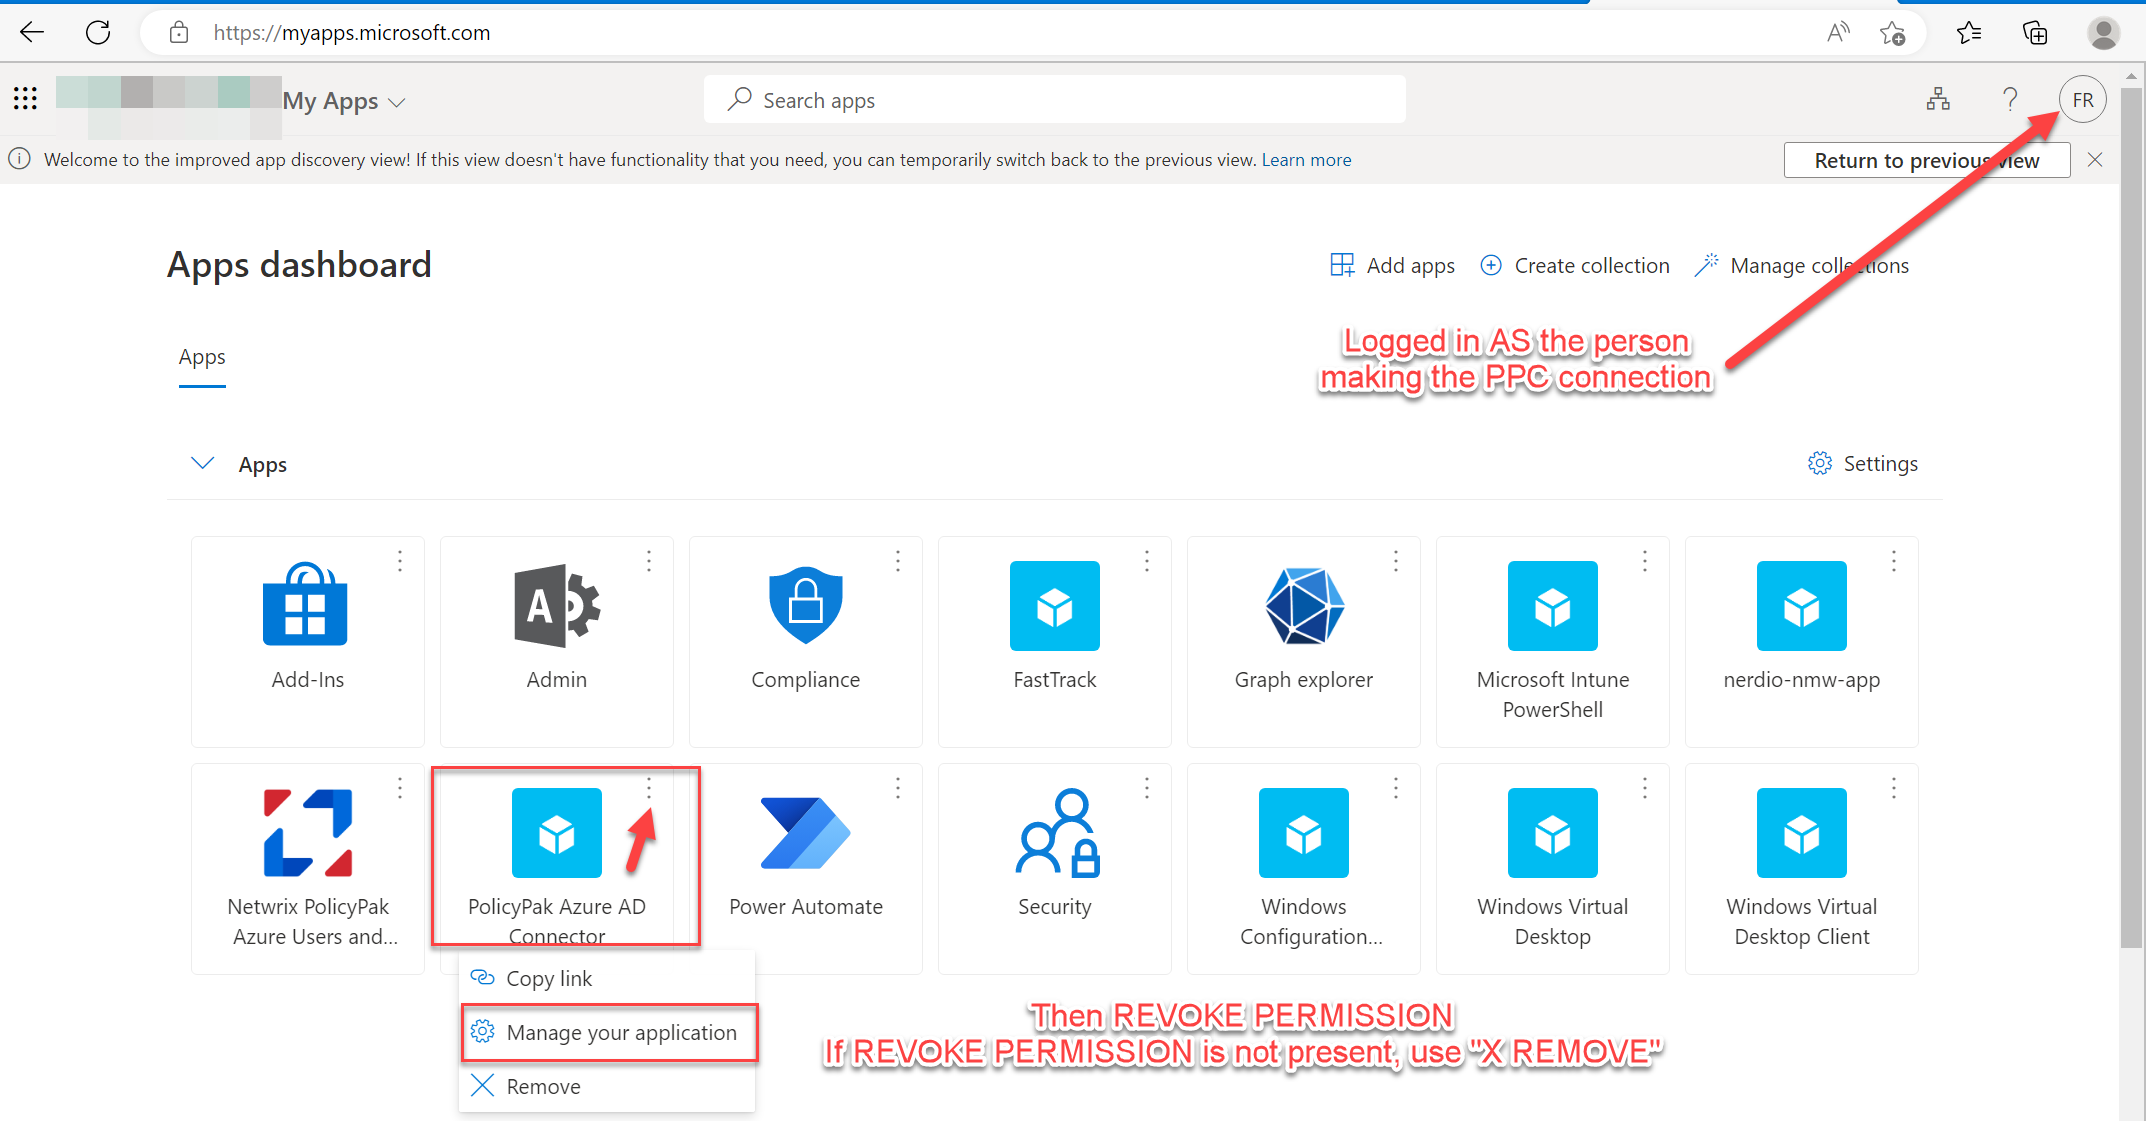 https://myapps.microsoft.com
My Apps
Search apps
FR
Welcome to the improved app discovery view! If this view doesn't have functionality that you need, you can temporarily switch back to the previous view. Learn more
Return to previous view
Apps dashboard
Add apps
Create collection
Manage collections
Logged in AS the person
making the PPC connection
Apps
Apps
Settings
Add-Ins
Admin
Compliance
FastTrack
Graph explorer
Microsoft Intune
PowerShell
nerdio-nmw-app
Netwrix PolicyPak
Azure Users and...
PolicyPak Azure AD
Connector
Power Automate
Security
Windows
Configuration...
Windows Virtual
Desktop
Windows Virtual
Desktop Client
Copy link
Manage your application
Remove
Then REVOKE PERMISSION
If REVOKE PERMISSION is not present, use "X REMOVE"